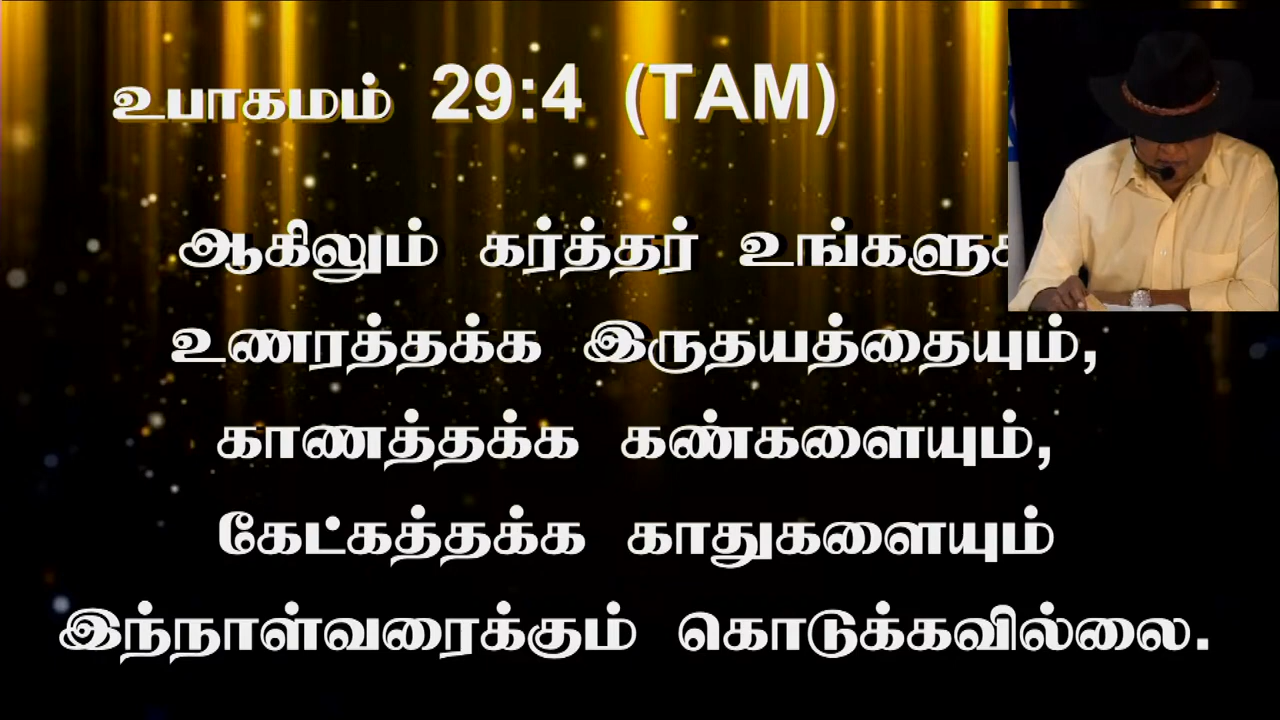 உபாகமம் 29:4 (TAM)
ஆகிலும் கர்த்தர்
உணரத்தக்க இருதயத்தையும்,
காணத்தக்க கண்களையும்,
கேட்கத்தக்க காதுகளையும்
இந்நாள்வரைக்கும் கொடுக்கவில்லை.